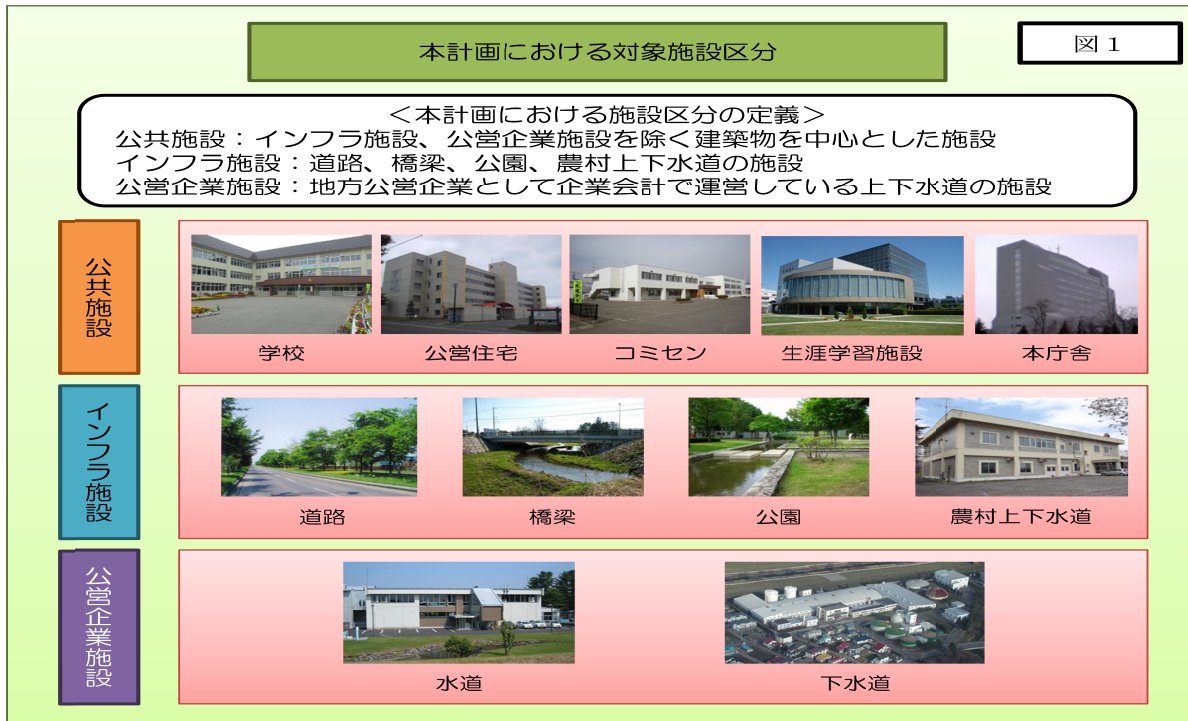 本計画における対象施設区分
図1
＜本計画における施設区分の定義＞
公共施設：インフラ施設、公営企業施設を除く建築物を中心とした施設
インフラ施設：道路、橋梁、公園、農村上下水道の施設
公営企業施設：地方公営企業として企業会計で運営している上下水道の施設
公共施設
学校
公営住宅
コミセン
生涯学習施設
本庁舎
インフラ施設
道路
橋梁
公園
農村上下水道
公営企業施設
水道
下水道